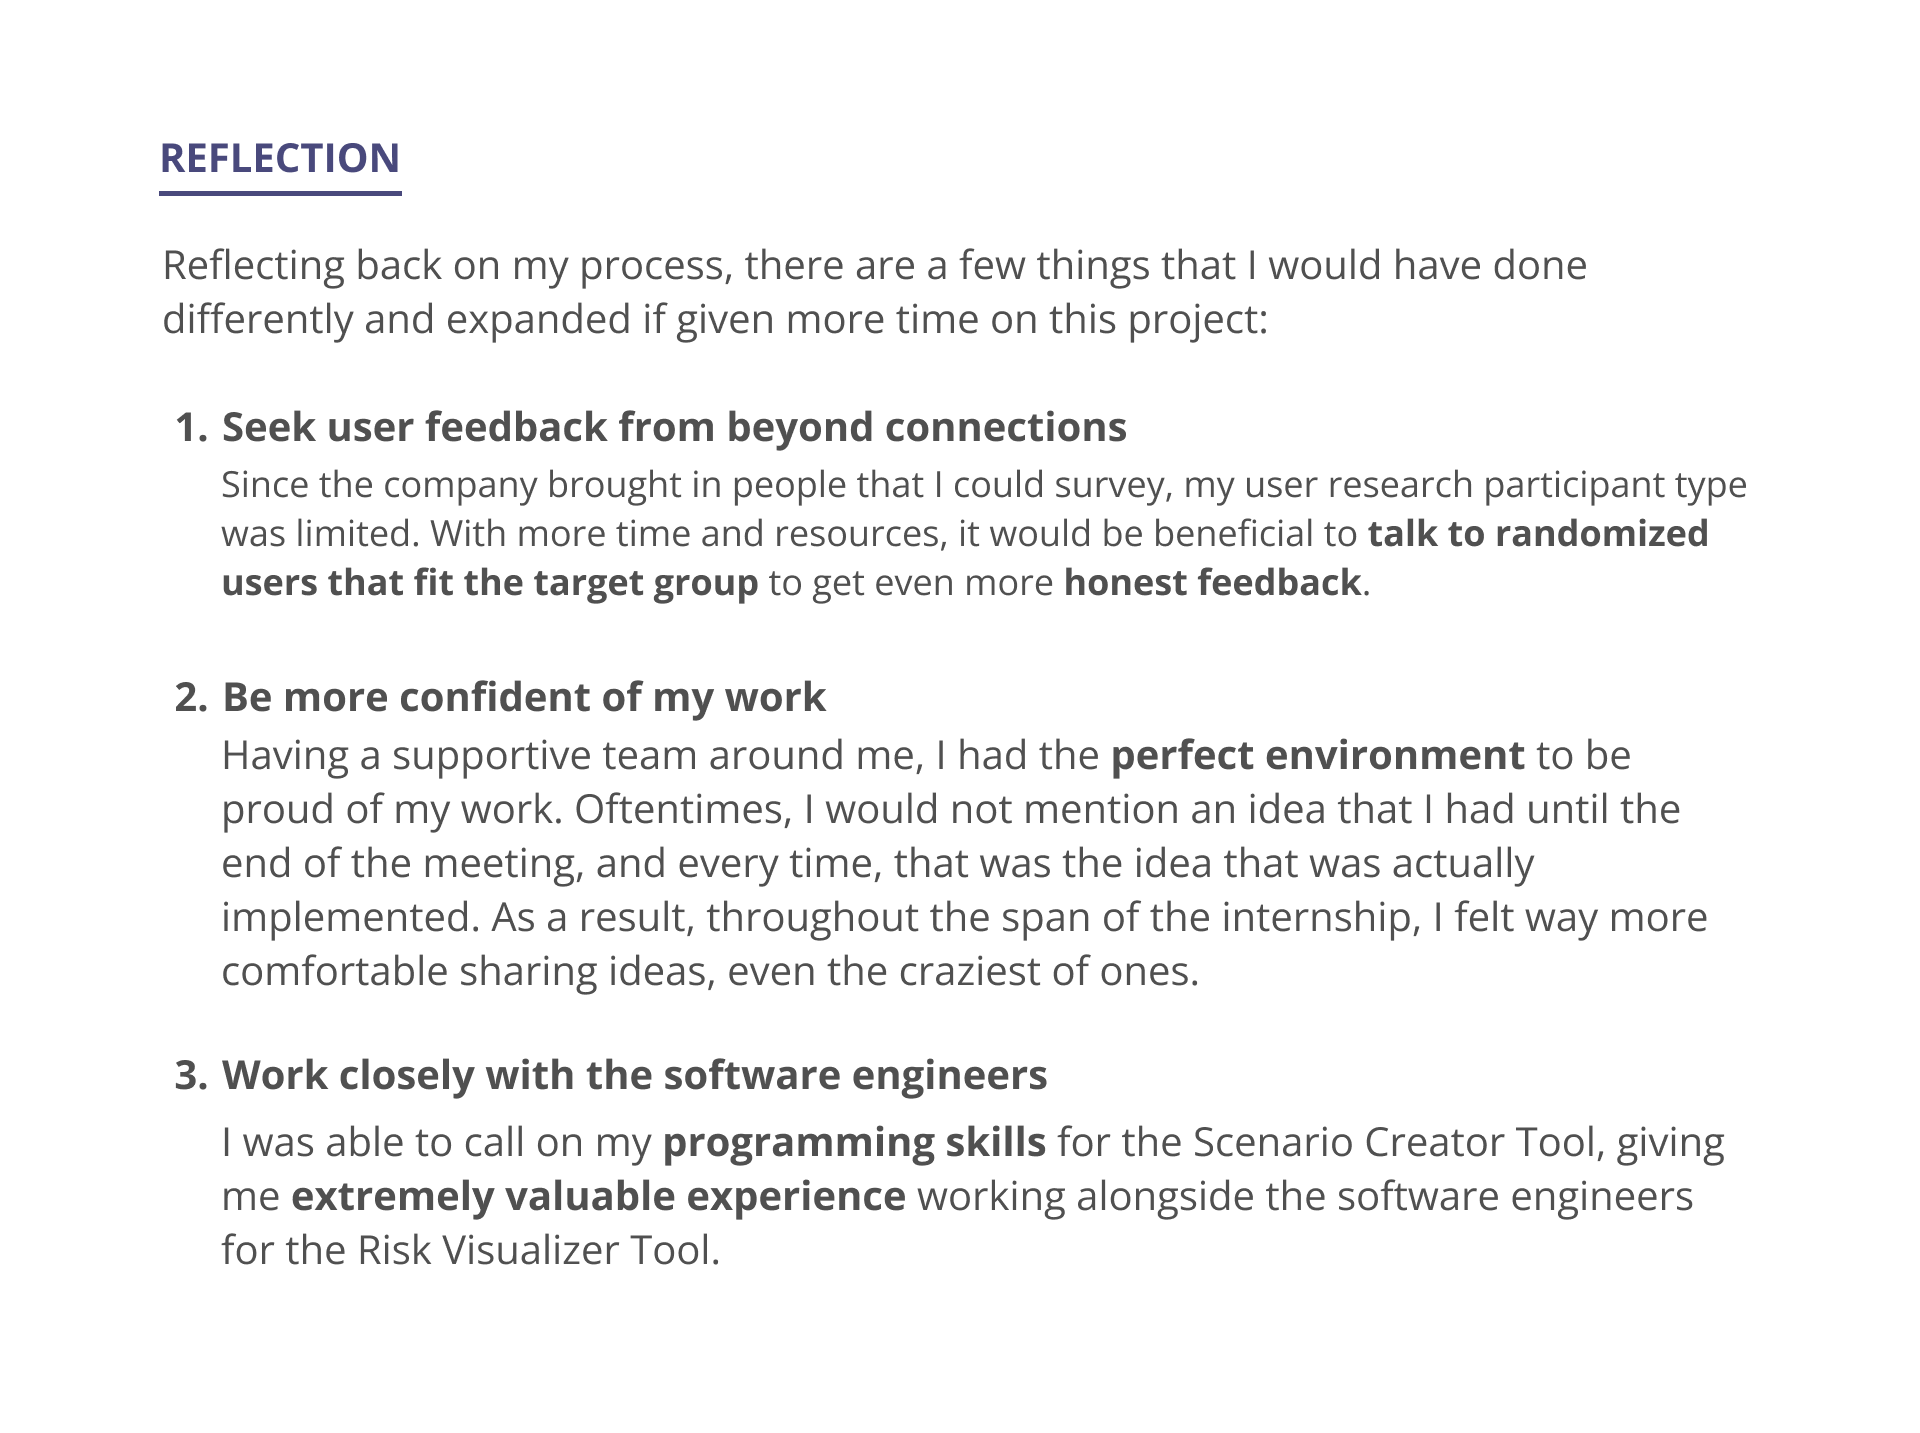 REFLECTION
Reflecting back on my process, there are a few things that I would have done
differently and expanded if given more time on this project:
1. Seek user feedback from beyond connections
Since the company brought in people that I could survey, my user research participant type
was limited. With more time and resources, it would be beneficial to talk to randomized
users that fit the target group to get even more honest feedback.
2. Be more confident of my work
Having a supportive team around me, I had the perfect environment to be
proud of my work. Oftentimes, I would not mention an idea that I had until the
end of the meeting, and every time, that was the idea that was actually
implemented. As a result, throughout the span of the internship, I felt way more
comfortable sharing ideas, even the craziest of ones.
3. Work closely with the software engineers
I was able to call on my programming skills for the Scenario Creator Tool, giving
me extremely valuable experience working alongside the software engineers
for the Risk Visualizer Tool.